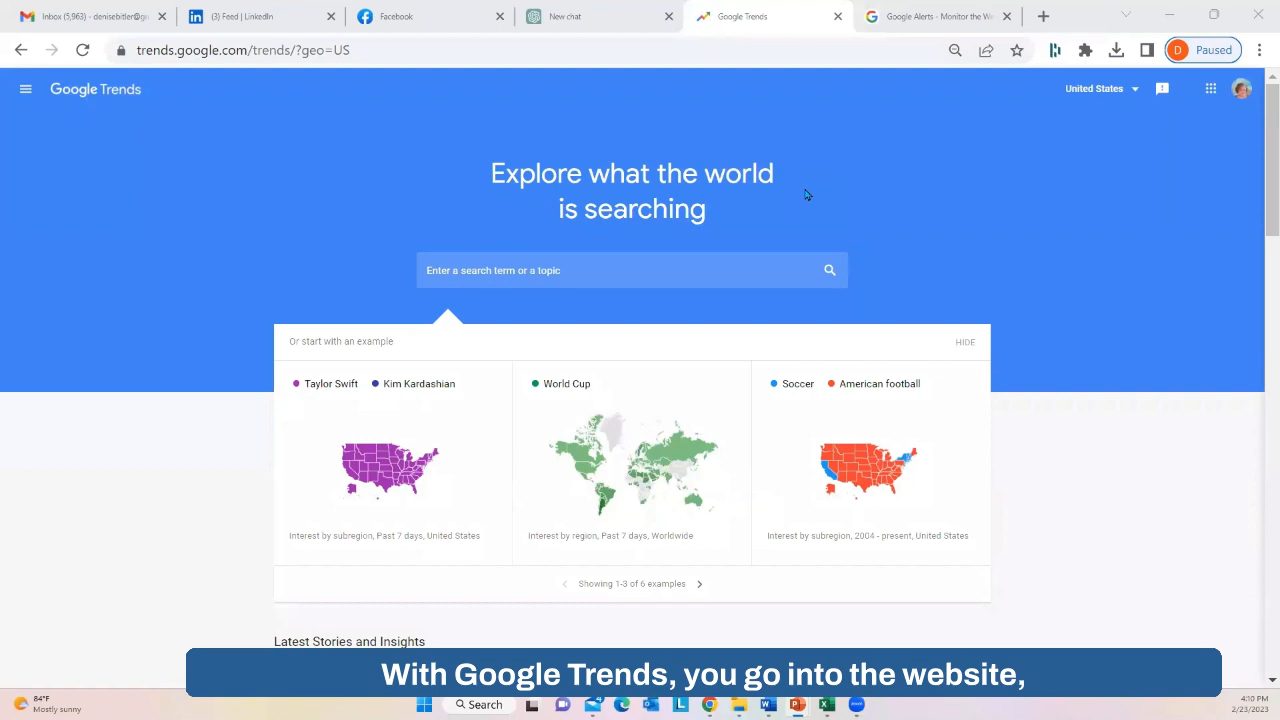 Inbox (5,963) - denisebitler@g
(3) Feed | LinkedIn
Facebook
New chat
Google Trends
Google Alerts - Monitor the We
trends.google.com/trends/?geo=US
D Paused
Google Trends
United States
Explore what the world
is searching
Enter a search term or a topic
Or start with an example
HIDE
Taylor Swift Kim Kardashian
World Cup
Soccer American football
Interest by subregion, Past 7 days, United States
Interest by region, Past 7 days, Worldwide
Interest by subregion, 2004 - present, United States
Showing 1-3 of 6 examples
Latest Stories and Insights
With Google Trends, you go into the website,
84°F
Mostly sunny
Search
4:10 PM
2/23/2023